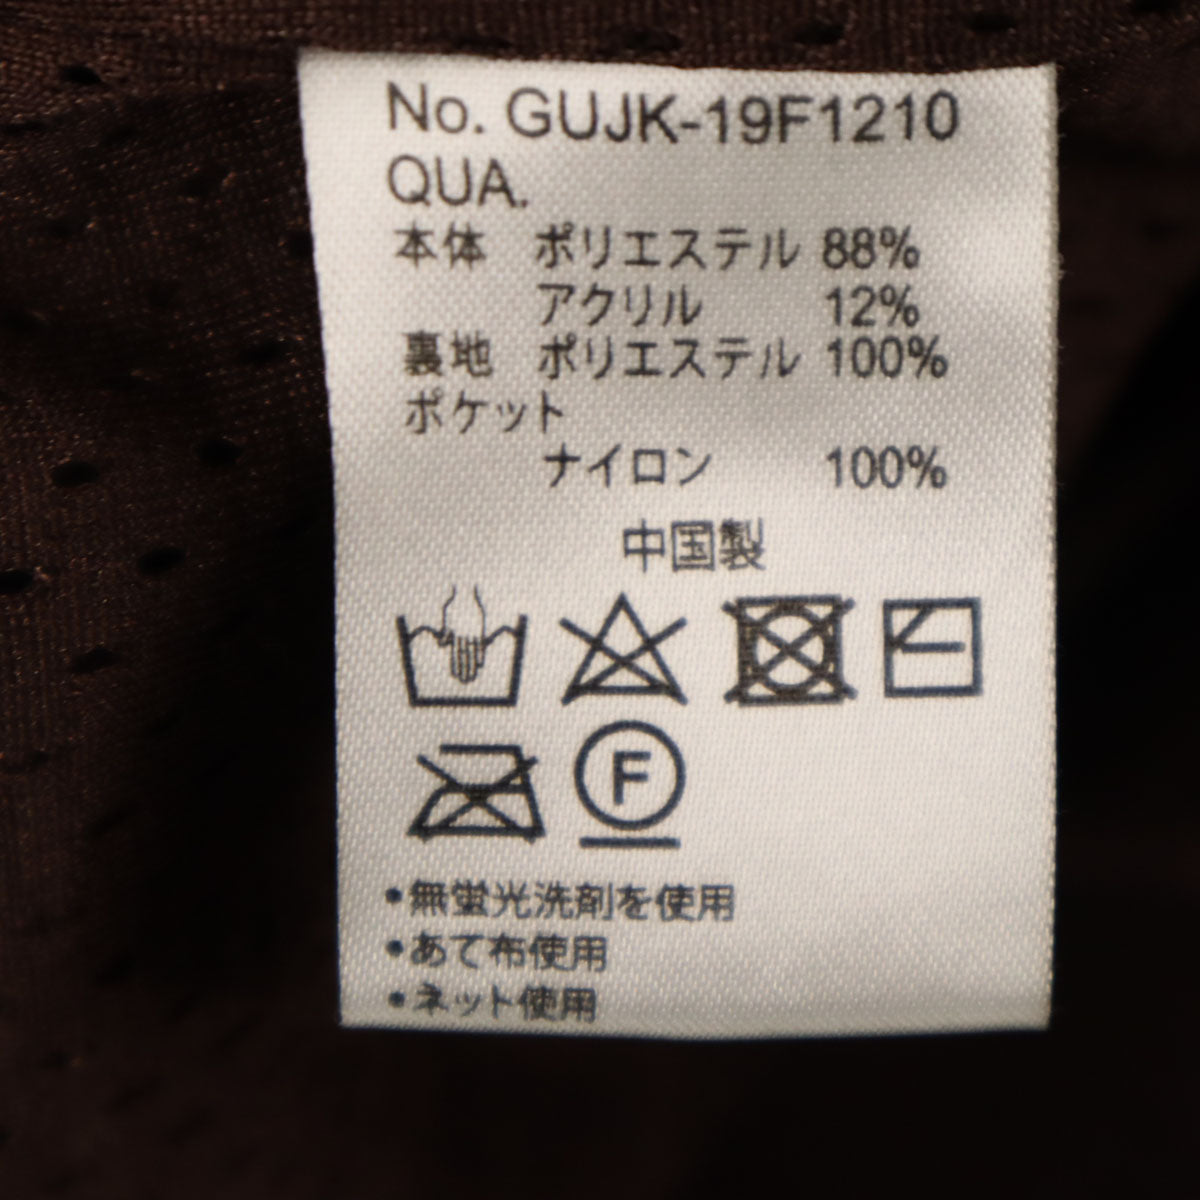 No. GUJK-19F1210
QUA.
本体 ポリエステル 88%
アクリル 12%
裏地 ポリエステル 100%
ポケット
ナイロン 100%
中国製
F
•無蛍光洗剤を使用
•あて布使用
•ネット使用